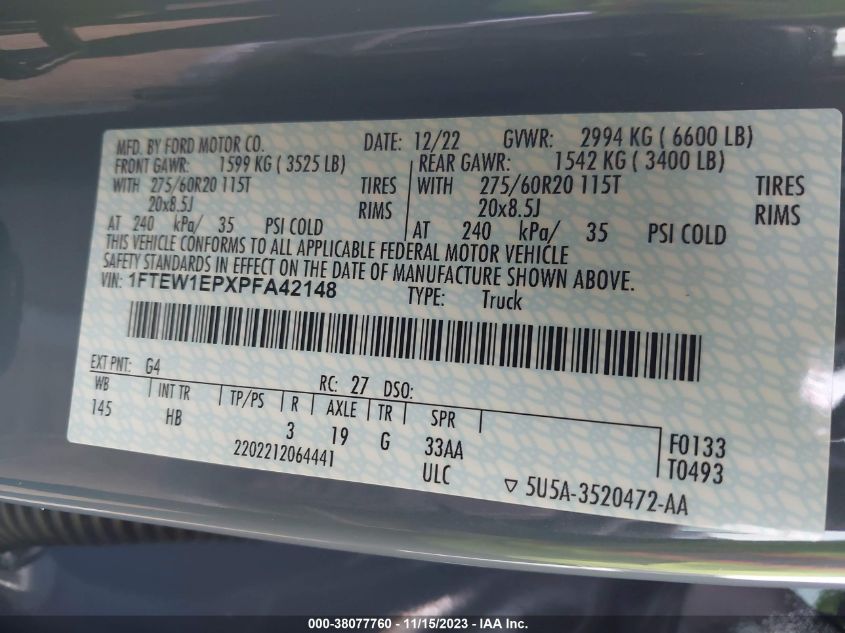 MFD. BY FORD MOTOR CO. DATE: 12/22 GVWR: 2994 KG ( 6600 LB)
FRONT GAWR: 1599 KG ( 3525 LB) REAR GAWR: 1542 KG ( 3400 LB)
WITH 275/60R20 115T TIRES WITH 275/60R20 115T TIRES
20x8.5J RIMS 20x8.5J RIMS
AT 240 kPa/ 35 PSI COLD AT 240 kPa/ 35 PSI COLD
THIS VEHICLE CONFORMS TO ALL APPLICABLE FEDERAL MOTOR VEHICLE
SAFETY STANDARDS IN EFFECT ON THE DATE OF MANUFACTURE SHOWN ABOVE.
VIN: 1FTEW1EPXPFA42148 TYPE: Truck
EXT PNT: G4 RC: 27 DSO:
WB INT TR TP/PS R AXLE TR SPR
145 HB 3 19 G 33AA F0133
2202212064441 ULC T0493
5U5A-3520472-AA
000-38077760 - 11/15/2023 - IAA Corp.